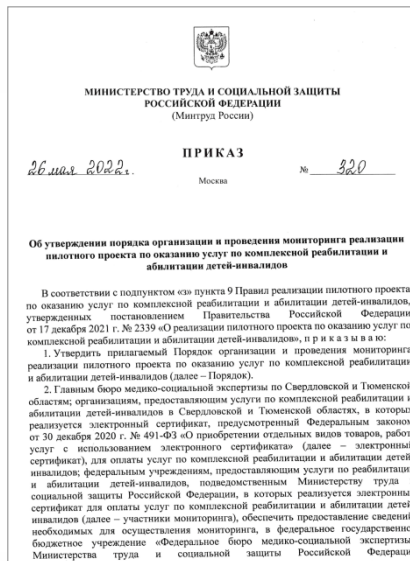 МИНИСТЕРСТВО ТРУДА И СОЦИАЛЬНОЙ ЗАЩИТЫ
РОССИЙСКОЙ ФЕДЕРАЦИИ
(Минтруд России)
ПРИКАЗ
26 мая 2022г. № 320
Москва
Об утверждении порядка организации и проведения мониторинга реализации
пилотного проекта по оказанию услуг по комплексной реабилитации и
абилитации детей-инвалидов
В соответствии с подпунктом «з» пункта 9 Правил реализации пилотного проекта
по оказанию услуг по комплексной реабилитации и абилитации детей-инвалидов,
утвержденных постановлением Правительства Российской Федерации
от 17 декабря 2021 г. № 2339 «О реализации пилотного проекта по оказанию услуг по
комплексной реабилитации и абилитации детей-инвалидов», п р и к а з ы в а ю:
1. Утвердить прилагаемый Порядок организации и проведения мониторинга
реализации пилотного проекта по оказанию услуг по комплексной реабилитации
и абилитации детей-инвалидов (далее – Порядок).
2. Главным бюро медико-социальной экспертизы по Свердловской и Тюменской
областям; организациям, предоставляющим услуги по комплексной реабилитации и
абилитации детей-инвалидов в Свердловской и Тюменской областях, в которых
реализуется электронный сертификат, предусмотренный Федеральным законом
от 30 декабря 2020 г. № 491-ФЗ «О приобретении отдельных видов товаров, работ
услуг с использованием электронного сертификата» (далее – электронный
сертификат), для оплаты услуг по комплексной реабилитации и абилитации детей
инвалидов; федеральным учреждениям, предоставляющим услуги по реабилитации
и абилитации детей-инвалидов, подведомственным Министерству труда
социальной защиты Российской Федерации, в которых реализуется электронный
сертификат для оплаты услуг по комплексной реабилитации и абилитации детей
инвалидов (далее – участники мониторинга), обеспечить предоставление сведений
необходимых для осуществления мониторинга, в федеральное государственно
бюджетное учреждение «Федеральное бюро медико-социальной экспертизы
Министерства труда и социальной защиты Российской Федераци